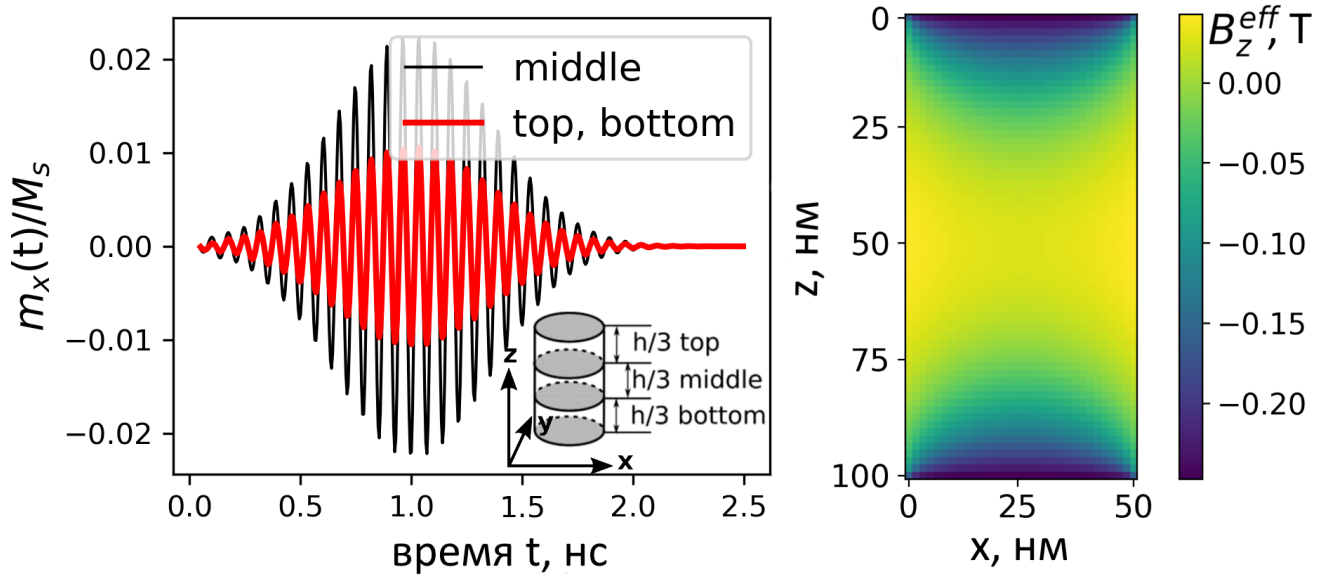 0.02
0.01
0.00
−0.01
−0.02
mₓ(t)/Mₛ
middle
top, bottom
z
y
x
h/3 top
h/3 middle
h/3 bottom
0.0
0.5
1.0
1.5
2.0
2.5
время t, нс
0
25
50
75
100
z, нм
0
25
50
x, нм
B_z^eff, T
0.00
−0.05
−0.10
−0.15
−0.20